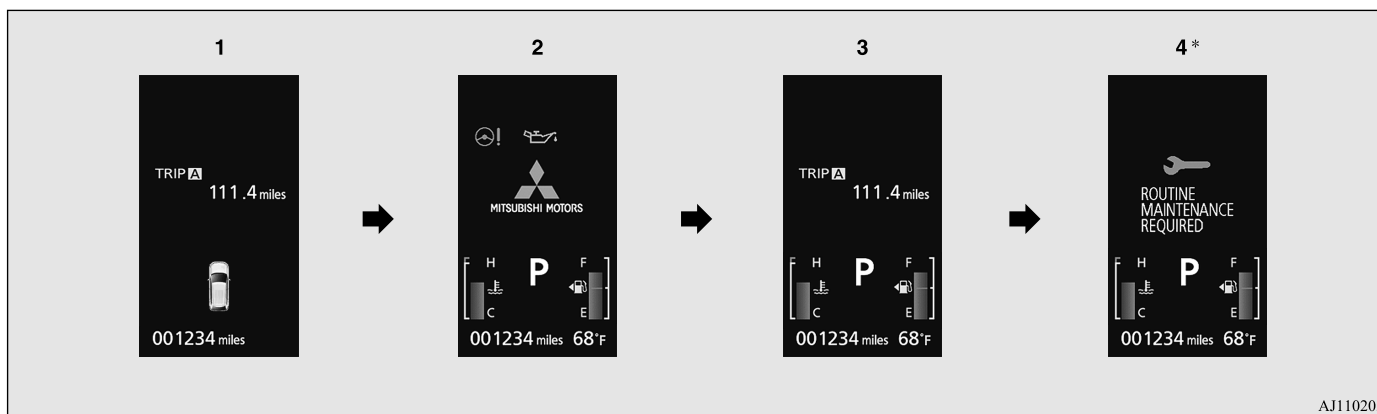 1
2
3
4*
TRIP A
111.4 miles
001234 miles
MITSUBISHI MOTORS
F H
P
F
C
E
001234 miles 68°F
TRIP A
111.4 miles
F H
P
F
C
E
001234 miles 68°F
ROUTINE
MAINTENANCE
REQUIRED
F H
P
F
C
E
001234 miles 68°F
AJ11020